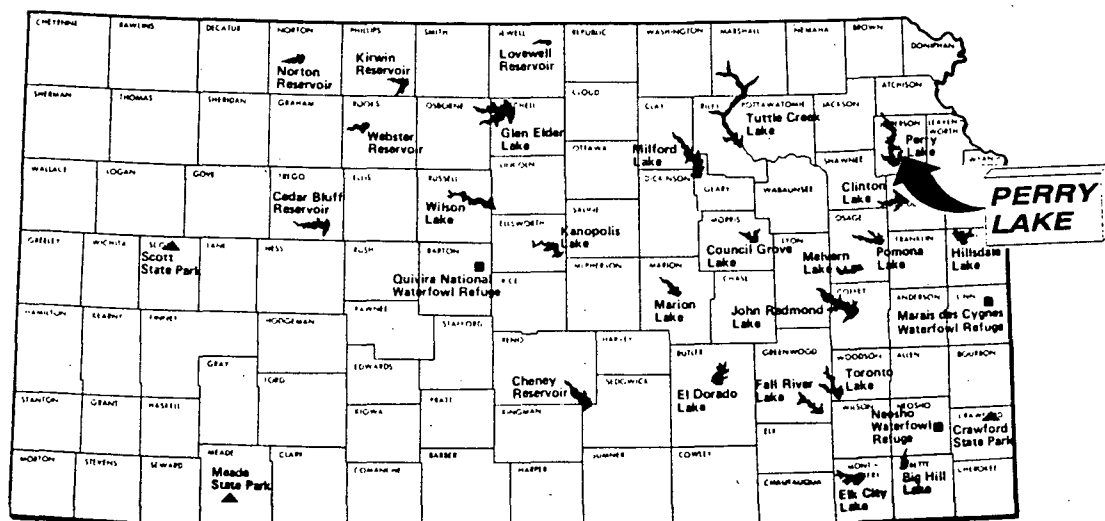 CHEYENNE
RAWLINS
DECATUR
NORTON
PHILLIPS
SMITH
JEWELL
REPUBLIC
WASHINGTON
MARSHALL
NEMAHA
BROWN
DONIPHAN
Norton
Reservoir
Kirwin
Reservoir
Lovewell
Reservoir
ATCHISON
SHERMAN
THOMAS
SHERIDAN
GRAHAM
ROOKS
OSBORNE
CHELL
CLOUD
CLAY
RILEY
POTTAWATOMIE
JACKSON
Webster
Reservoir
Glen Elder
Lake
Tuttle Creek
Lake
Perry
Lake
LEAVEN
WORTH
WALLACE
LOGAN
GOVE
TREGO
ELLIS
RUSSELL
LINCOLN
OTTAWA
Milford
Lake
DICKINSON
GEARY
WABAUNSEE
SHAWNEE
Cedar Bluff
Reservoir
Wilson
Lake
ELLSWORTH
SALINE
MORRIS
Clinton
Lake
OSAGE
PERRY
LAKE
GREELEY
WICHITA
Scott
State Park
LANE
NESS
RUSH
BARTON
Kanopolis
Lake
Council Grove
Lake
LYON
Melvern
Lake
Pomona
Lake
FRANKLIN
Hillsdale
Lake
Quivira National
Waterfowl Refuge
RICE
McPHERSON
MARION
CHASE
COFFEY
ANDERSON
LINN
HAMILTON
KEARNY
FINNEY
HODGEMAN
PAWNEE
STAFFORD
Marion
Lake
John Redmond
Lake
Marais des Cygnes
Waterfowl Refuge
GRAY
FORD
EDWARDS
RENO
HARVEY
BUTLER
GREENWOOD
WOODSON
ALLEN
BOURBON
Cheney
Reservoir
SEDGWICK
El Dorado
Lake
Fall River
Lake
Toronto
Lake
STANTON
GRANT
HASKELL
KIOWA
PRATT
KINGMAN
WILSON
NEOSHO
Neosho
Waterfowl
Refuge
CRAWFORD
Crawford
State Park
ELK
MORTON
STEVENS
SEWARD
MEADE
CLARK
COMANCHE
BARBER
HARPER
SUMNER
COWLEY
CHAUTAUQUA
Meade
State Park
MONT
Elk City
Lake
ETTE
Big Hill
Lake
CHEROKEE